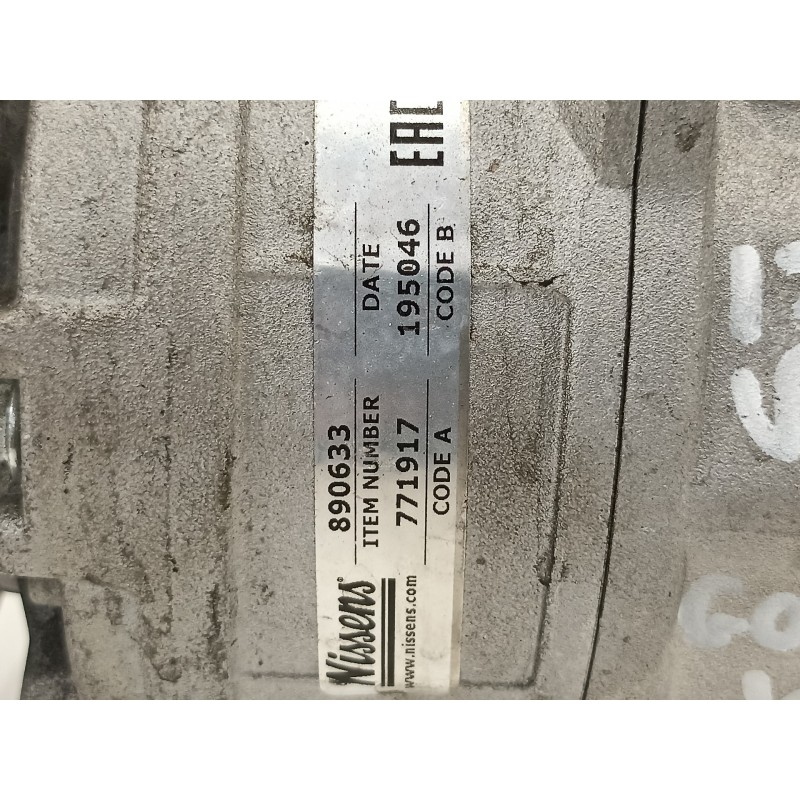 890633
ITEM NUMBER
DATE
771917
195046
CODE A
CODE B
EAC
Nissens
www.nissens.com